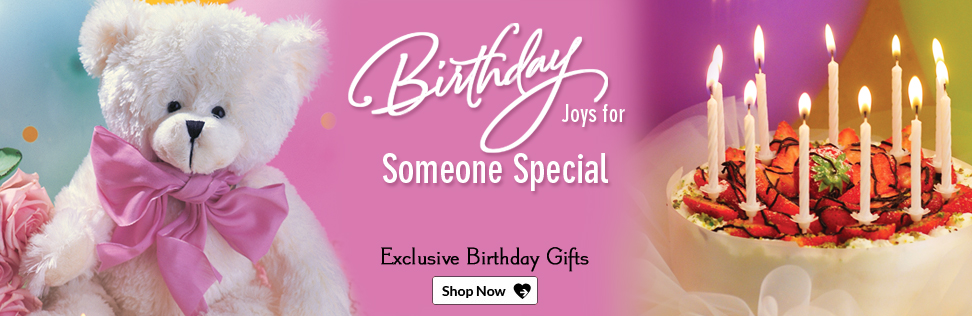 Birthday
Joys for
Someone Special
Exclusive Birthday Gifts
Shop Now